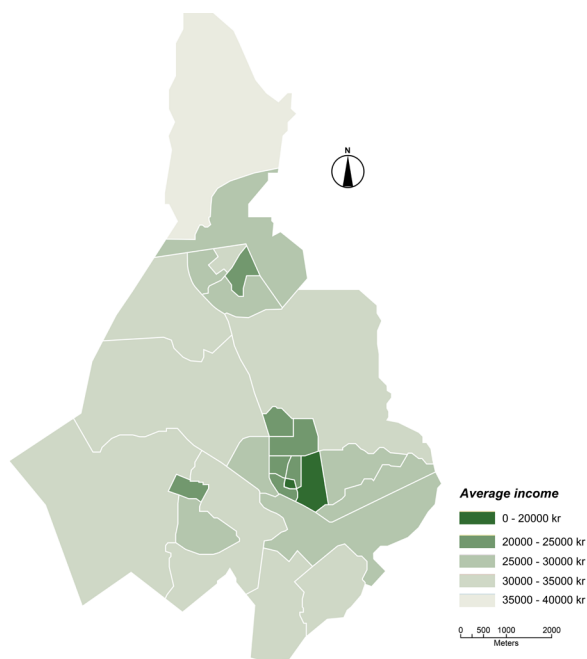 N
Average income
0 - 20000 kr
20000 - 25000 kr
25000 - 30000 kr
30000 - 35000 kr
35000 - 40000 kr
0 500 1000 2000
Meters